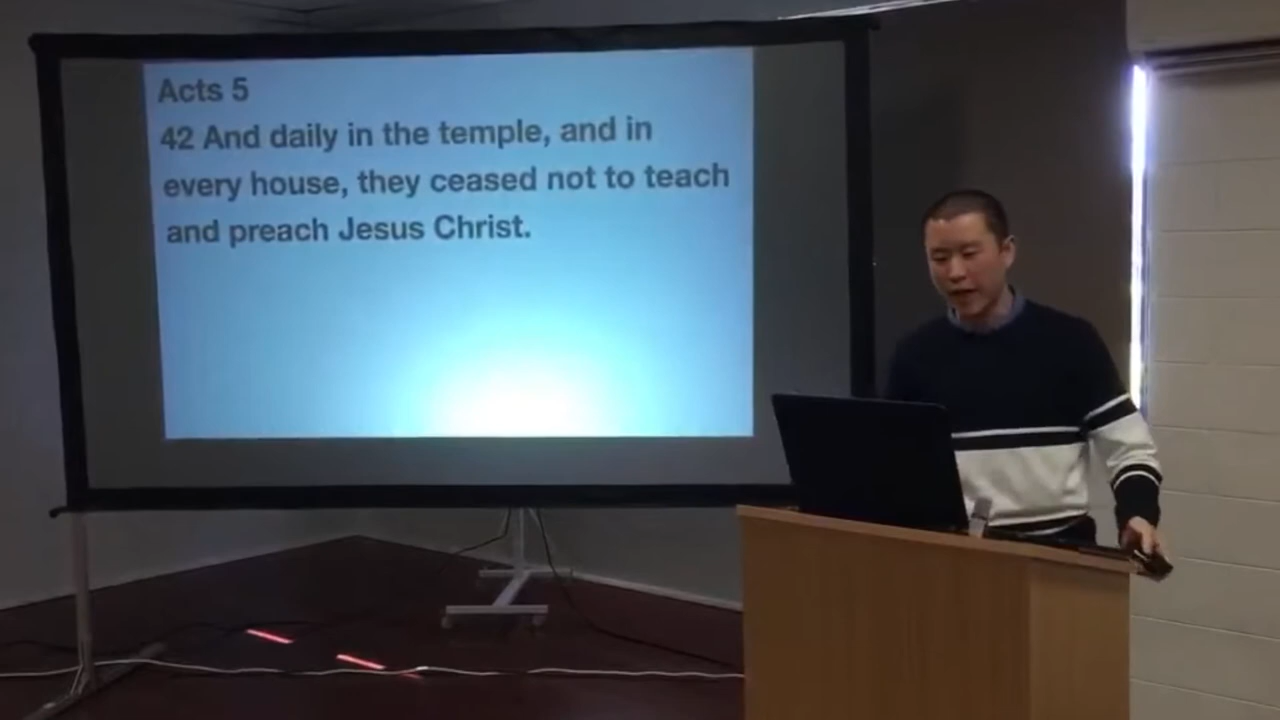 Acts 5
42 And daily in the temple, and in
every house, they ceased not to teach
and preach Jesus Christ.